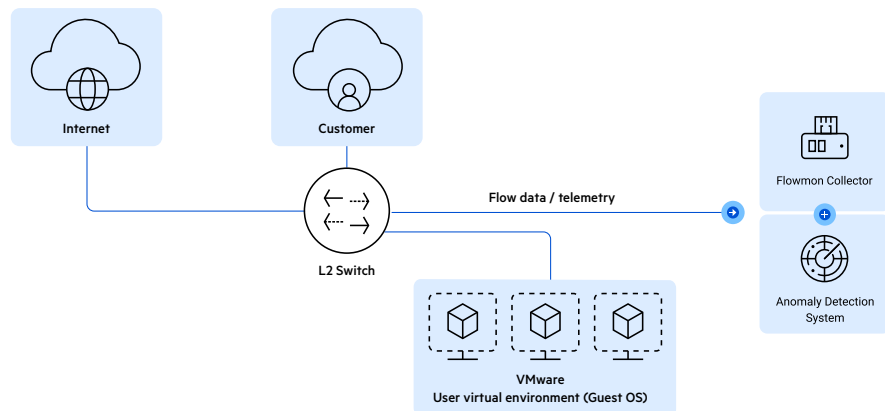 Internet
Customer
Flow data / telemetry
Flowmon Collector
L2 Switch
Anomaly Detection
System
VMware
User virtual environment (Guest OS)